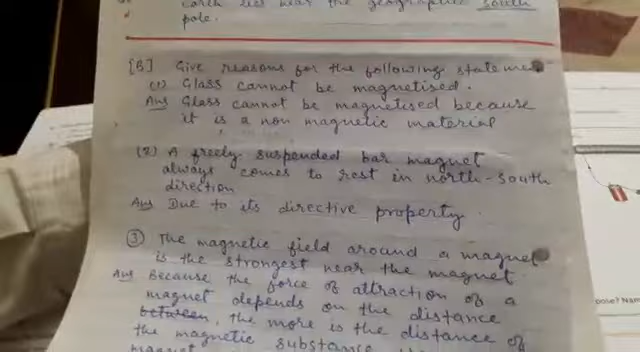 earth lies near the geographic south
pole.
[B] Give reasons for the following
(1) Glass cannot be magnetised.
Ans Glass cannot be magnetised because
it is a non magnetic material
(2) A freely suspended bar magnet
always comes to rest in north-south
direction
Ans Due to its directive property.
③ The magnetic field around a magnet
is the strongest near the magnet
Ans Because the force of attraction of a
magnet depends on the distance
between, the more is the distance of
the magnetic substance
magnet